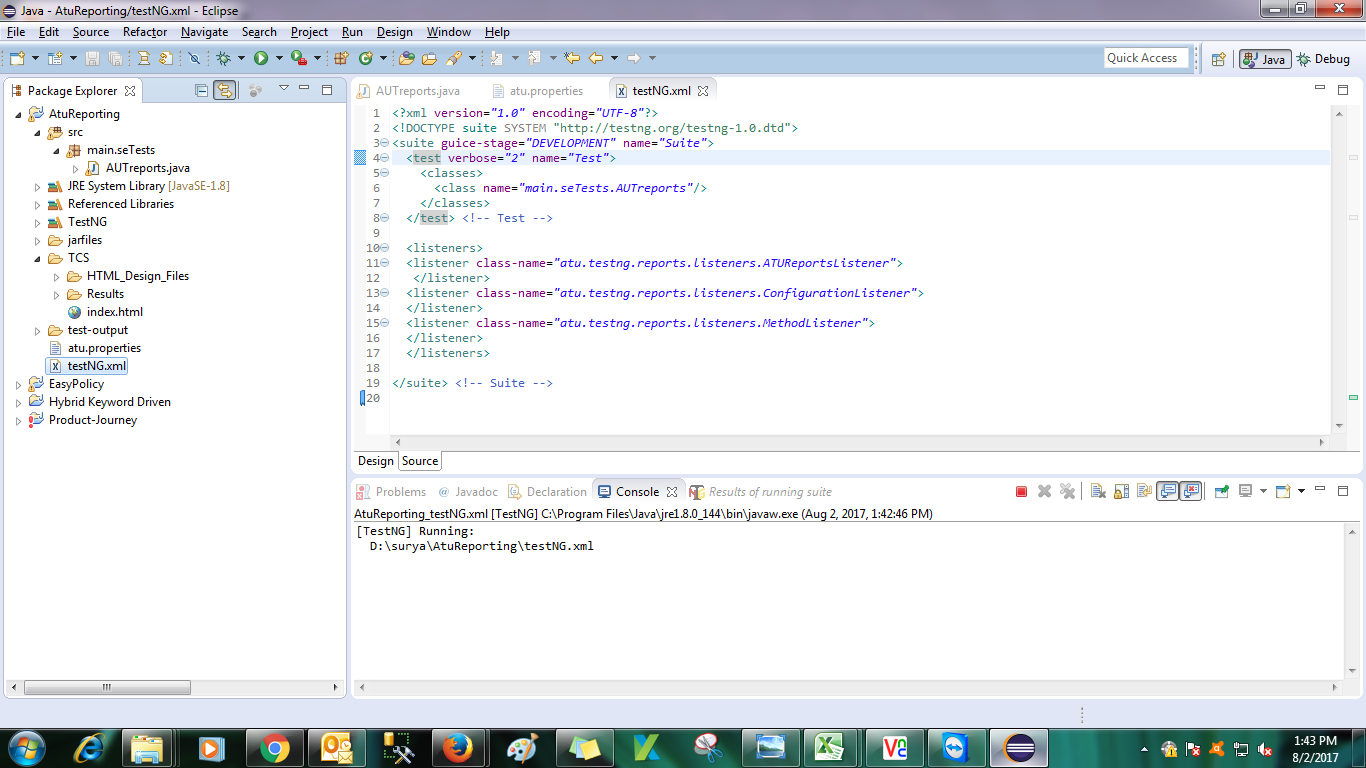 Java - AtuReporting/testNG.xml - Eclipse
File Edit Source Refactor Navigate Search Project Run Design Window Help
Quick Access Java Debug
Package Explorer
AtuReporting
src
main.seTests
AUTreports.java
JRE System Library [JavaSE-1.8]
Referenced Libraries
TestNG
jarfiles
TCS
HTML_Design_Files
Results
index.html
test-output
atu.properties
testNG.xml
EasyPolicy
Hybrid Keyword Driven
Product-Journey
AUTreports.java atu.properties testNG.xml
1 <?xml version="1.0" encoding="UTF-8"?>
2 <!DOCTYPE suite SYSTEM "http://testng.org/testng-1.0.dtd">
3 <suite guice-stage="DEVELOPMENT" name="Suite">
4 <test verbose="2" name="Test">
5 <classes>
6 <class name="main.seTests.AUTreports"/>
7 </classes>
8 </test> <!-- Test -->
9
10 <listeners>
11 <listener class-name="atu.testng.reports.listeners.ATUReportsListener">
12 </listener>
13 <listener class-name="atu.testng.reports.listeners.ConfigurationListener">
14 </listener>
15 <listener class-name="atu.testng.reports.listeners.MethodListener">
16 </listener>
17 </listeners>
18
19 </suite> <!-- Suite -->
20
Design Source
Problems @ Javadoc Declaration Console Results of running suite
AtuReporting_testNG.xml [TestNG] C:\Program Files\Java\jre1.8.0_144\bin\javaw.exe (Aug 2, 2017, 1:42:46 PM)
[TestNG] Running:
D:\surya\AtuReporting\testNG.xml
1:43 PM
8/2/2017